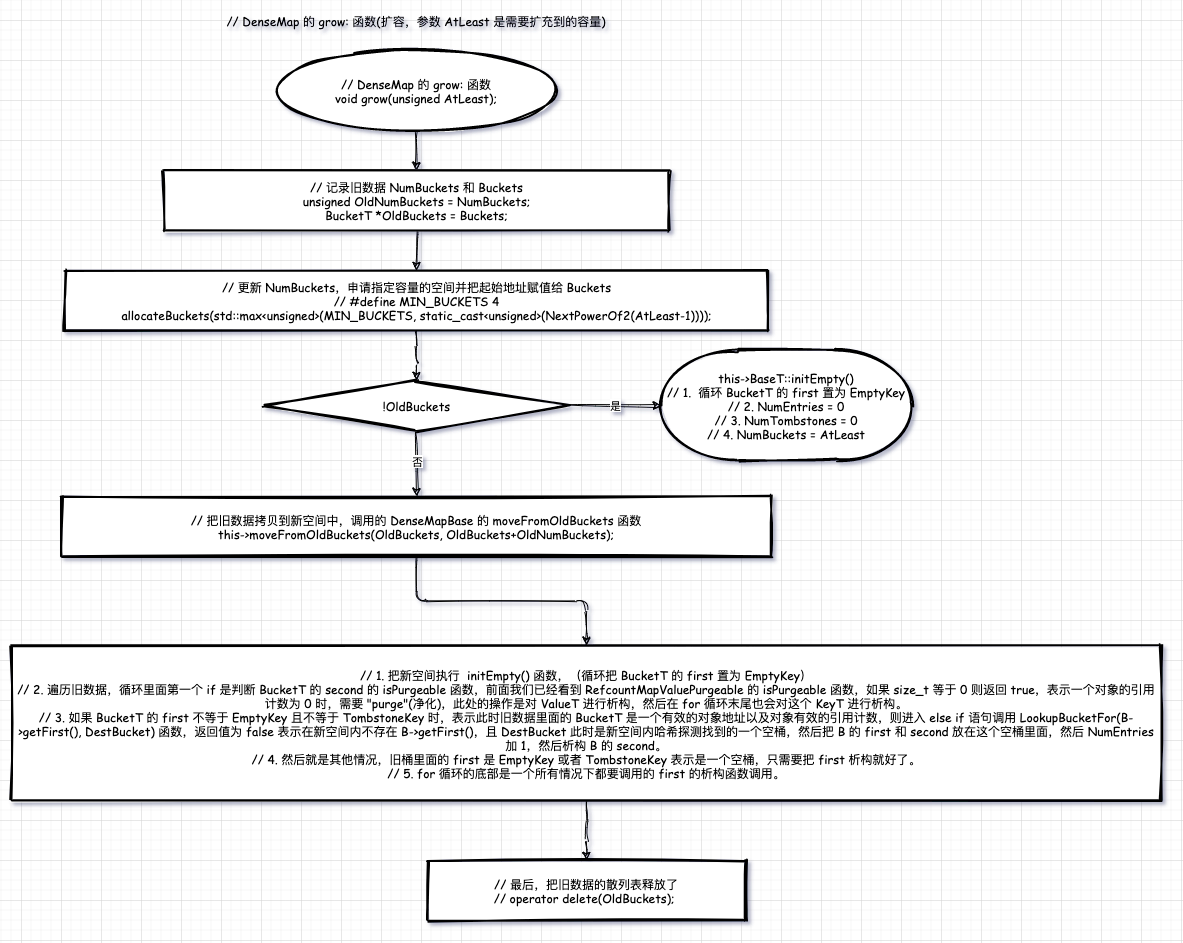 // DenseMap 的 grow: 函数(扩容，参数 AtLeast 是需要扩充到的容量)
// DenseMap 的 grow: 函数
void grow(unsigned AtLeast);
// 记录旧数据 NumBuckets 和 Buckets
unsigned OldNumBuckets = NumBuckets;
BucketT *OldBuckets = Buckets;
// 更新 NumBuckets，申请指定容量的空间并把起始地址赋值给 Buckets
// #define MIN_BUCKETS 4
allocateBuckets(std::max<unsigned>(MIN_BUCKETS, static_cast<unsigned>(NextPowerOf2(AtLeast-1))));
!OldBuckets
是
this->BaseT::initEmpty()
// 1. 循环 BucketT 的 first 置为 EmptyKey
// 2. NumEntries = 0
// 3. NumTombstones = 0
// 4. NumBuckets = AtLeast
否
// 把旧数据拷贝到新空间中，调用的 DenseMapBase 的 moveFromOldBuckets 函数
this->moveFromOldBuckets(OldBuckets, OldBuckets+OldNumBuckets);
// 1. 把新空间执行 initEmpty() 函数，（循环把 BucketT 的 first 置为 EmptyKey）
// 2. 遍历旧数据，循环里面第一个 if 是判断 BucketT 的 second 的 isPurgeable 函数，前面我们已经看到 RefcountMapValuePurgeable 的 isPurgeable 函数，如果 size_t 等于 0 则返回 true，表示一个对象的引用
计数为 0 时，需要 "purge"(净化)，此处的操作是对 ValueT 进行析构，然后在 for 循环末尾也会对这个 KeyT 进行析构。
// 3. 如果 BucketT 的 first 不等于 EmptyKey 且不等于 TombstoneKey 时，表示此时旧数据里面的 BucketT 是一个有效的对象地址以及对象有效的引用计数，则进入 else if 语句调用 LookupBucketFor(B-
>getFirst(), DestBucket) 函数，返回值为 false 表示在新空间内不存在 B->getFirst()，且 DestBucket 此时是新空间内哈希探测找到的一个空桶，然后把 B 的 first 和 second 放在这个空桶里面，然后 NumEntries
加 1，然后析构 B 的 second。
// 4. 然后就是其他情况，旧桶里面的 first 是 EmptyKey 或者 TombstoneKey 表示是一个空桶，只需要把 first 析构就好了。
// 5. for 循环的底部是一个所有情况下都要调用的 first 的析构函数调用。
// 最后，把旧数据的散列表释放了
// operator delete(OldBuckets);